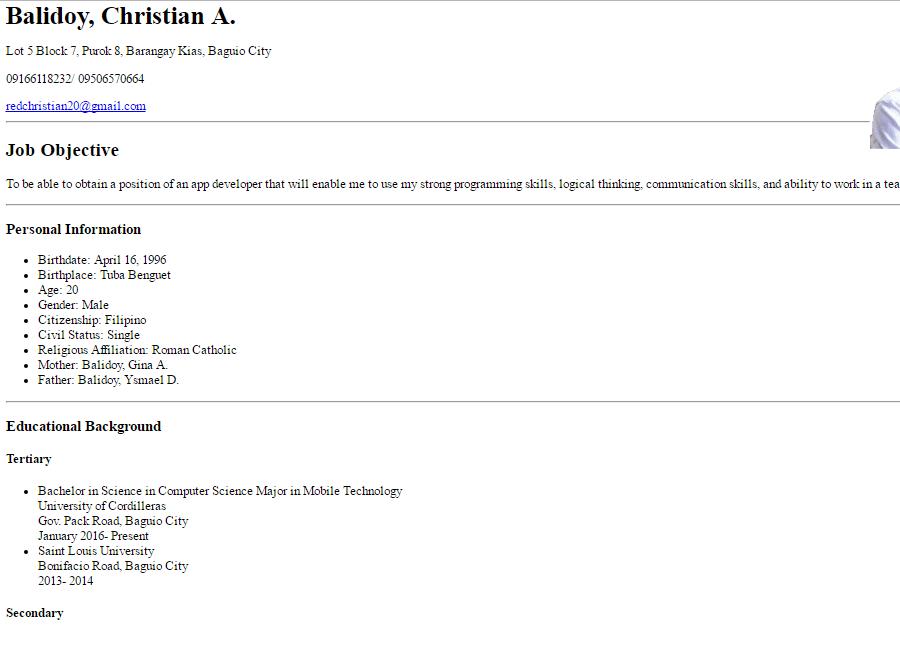 Balidoy, Christian A.
Lot 5 Block 7, Purok 8, Barangay Kias, Baguio City
09166118232/ 09506570664
redchristian20@gmail.com
Job Objective
To be able to obtain a position of an app developer that will enable me to use my strong programming skills, logical thinking, communication skills, and ability to work in a tea
Personal Information
Birthdate: April 16, 1996
Birthplace: Tuba Benguet
Age: 20
Gender: Male
Citizenship: Filipino
Civil Status: Single
Religious Affiliation: Roman Catholic
Mother: Balidoy, Gina A.
Father: Balidoy, Ysmael D.
Educational Background
Tertiary
Bachelor in Science in Computer Science Major in Mobile Technology
University of Cordilleras
Gov. Pack Road, Baguio City
January 2016- Present
Saint Louis University
Bonifacio Road, Baguio City
2013- 2014
Secondary